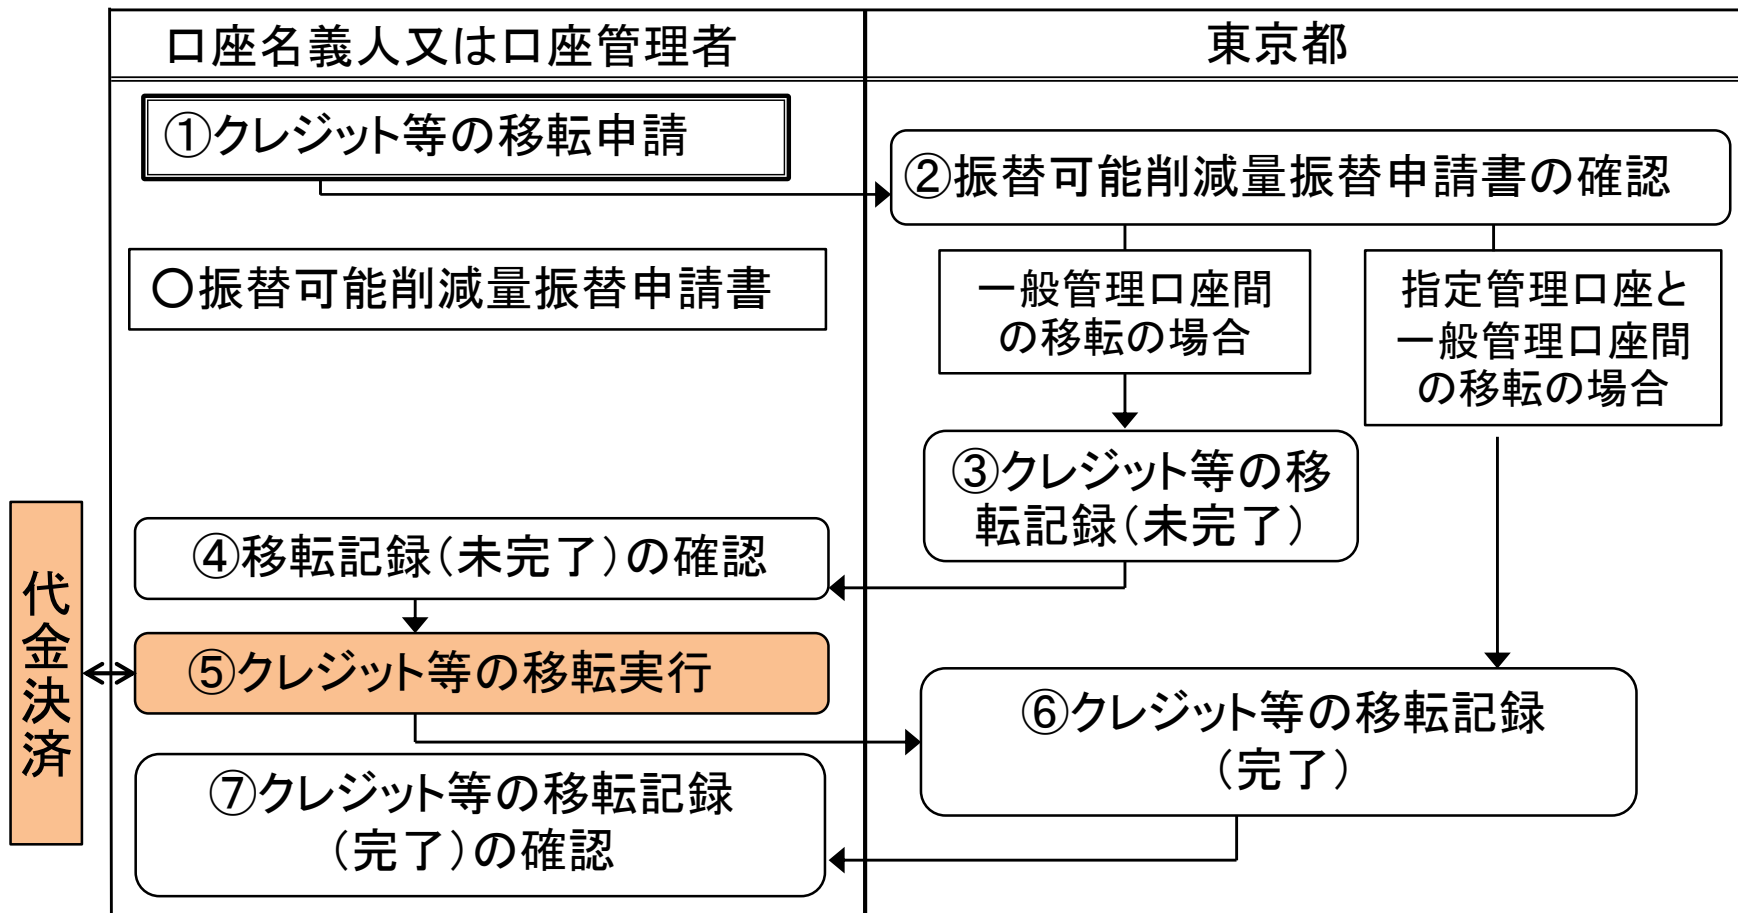 口座名義人又は口座管理者
東京都
①クレジット等の移転申請
②振替可能削減量振替申請書の確認
○振替可能削減量振替申請書
一般管理口座間
の移転の場合
指定管理口座と
一般管理口座間
の移転の場合
③クレジット等の移
転記録(未完了)
④移転記録(未完了)の確認
代金決済
⑤クレジット等の移転実行
⑥クレジット等の移転記録
(完了)
⑦クレジット等の移転記録
(完了)の確認